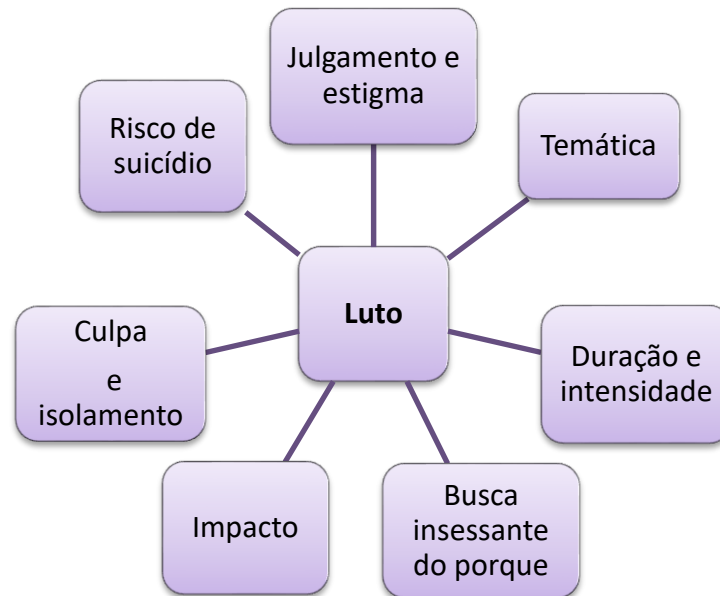 Julgamento e
estigma
Temática
Duração e
intensidade
Busca
insessante
do porque
Impacto
Culpa
e
isolamento
Risco de
suicídio
Luto